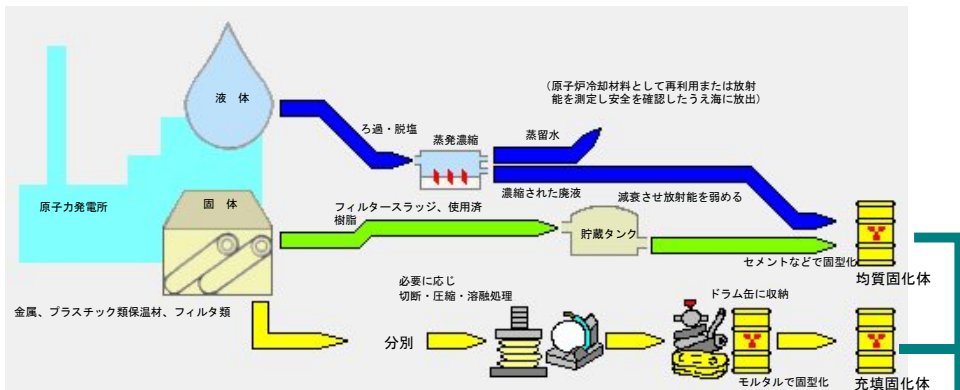 液　体
(原子炉冷却材料として再利用または放射
能を測定し安全を確認したうえ海に放出)
ろ過・脱塩
蒸発濃縮
蒸留水
濃縮された廃液
減衰させ放射能を弱める
原子力発電所
固　体
フィルタースラッジ、使用済
樹脂
貯蔵タンク
セメントなどで固型化
均質固化体
金属、プラスチック類保温材、フィルタ類
必要に応じ
切断・圧縮・溶融処理
分別
ドラム缶に収納
モルタルで固型化
充填固化体